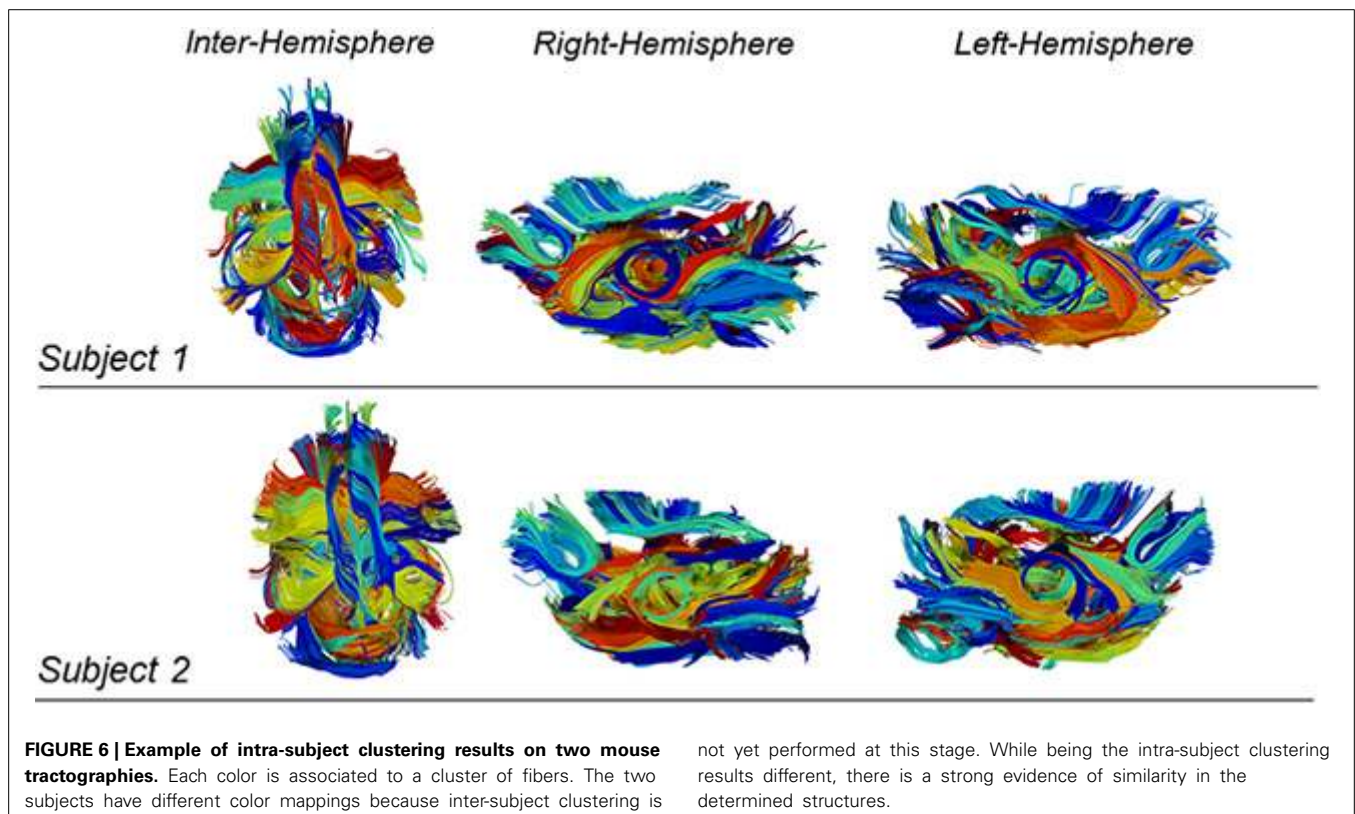 Inter-Hemisphere
Right-Hemisphere
Left-Hemisphere
Subject 1
Subject 2
FIGURE 6 | Example of intra-subject clustering results on two mouse
tractographies. Each color is associated to a cluster of fibers. The two
subjects have different color mappings because inter-subject clustering is
not yet performed at this stage. While being the intra-subject clustering
results different, there is a strong evidence of similarity in the
determined structures.